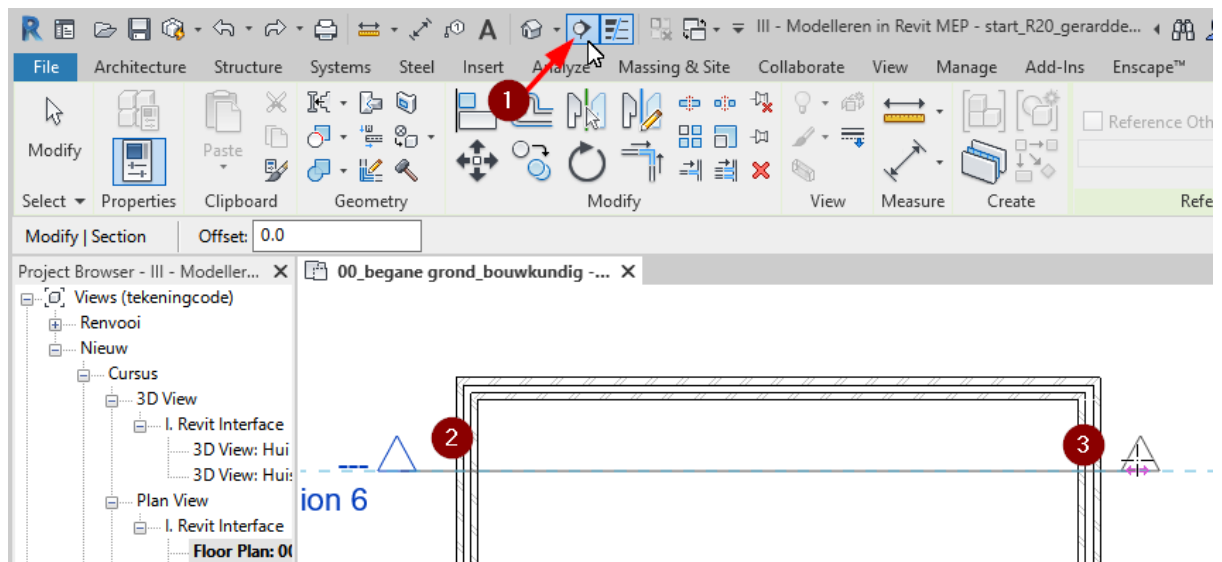 III - Modelleren in Revit MEP - start_R20_gerardde...
File Architecture Structure Systems Steel Insert Analyze Massing & Site Collaborate View Manage Add-Ins Enscape™
1
Modify Paste Reference Oth
Select Properties Clipboard Geometry Modify View Measure Create Refe
Modify | Section Offset: 0.0
Project Browser - III - Modeller... X 00_begane grond_bouwkundig -... X
Views (tekeningcode)
Renvooi
Nieuw
Cursus
3D View
I. Revit Interface
3D View: Hui
3D View: Huis
Plan View
I. Revit Interface
Floor Plan: 00
2
3
---
ion 6